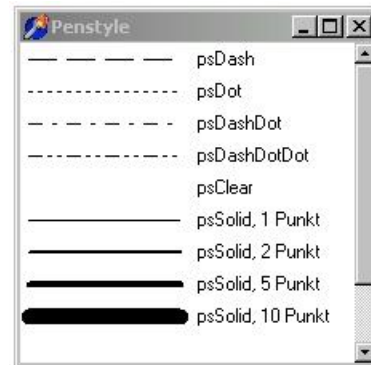 Penstyle
psDash
psDot
psDashDot
psDashDotDot
psClear
psSolid, 1 Punkt
psSolid, 2 Punkt
psSolid, 5 Punkt
psSolid, 10 Punkt